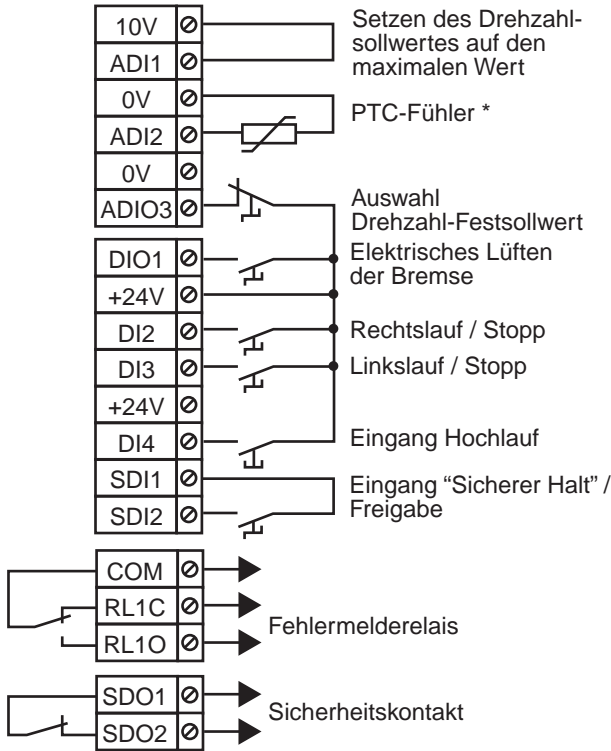 10V
Setzen des Drehzahl-
sollwertes auf den
maximalen Wert
ADI1
0V
PTC-Fühler *
ADI2
0V
ADIO3
Auswahl
Drehzahl-Festsollwert
DIO1
Elektrisches Lüften
der Bremse
+24V
DI2
Rechtslauf / Stopp
DI3
Linkslauf / Stopp
+24V
DI4
Eingang Hochlauf
SDI1
Eingang “Sicherer Halt” /
Freigabe
SDI2
COM
RL1C
Fehlermelderelais
RL1O
SDO1
Sicherheitskontakt
SDO2